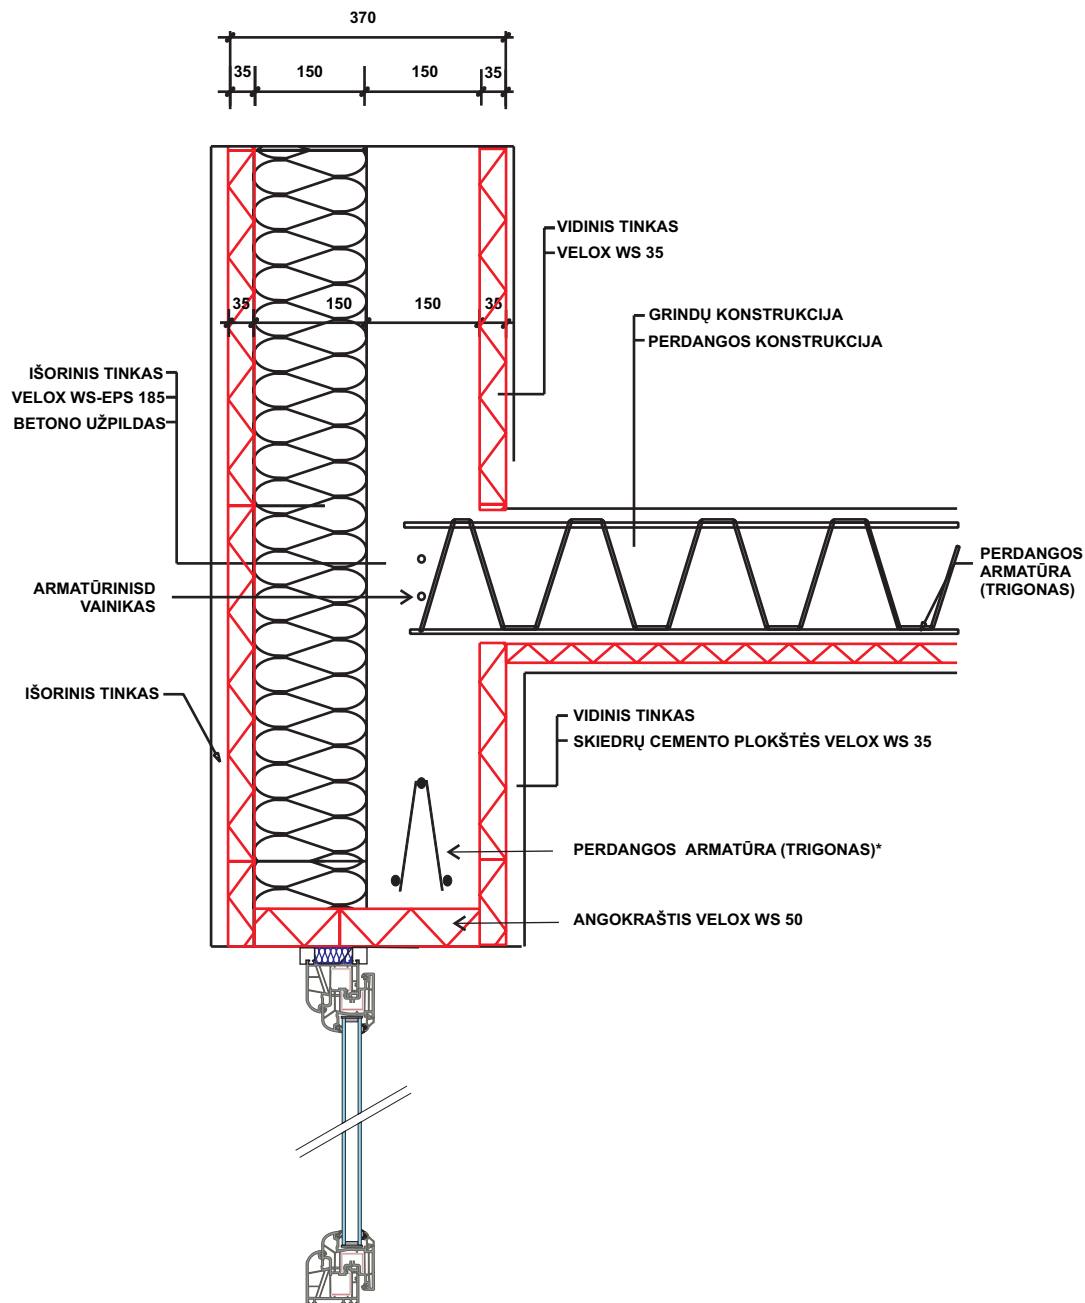 370
35 150 150 35
VIDINIS TINKAS
VELOX WS 35
35 150 150 35
GRINDŲ KONSTRUKCIJA
PERDANGOS KONSTRUKCIJA
IŠORINIS TINKAS
VELOX WS-EPS 185
BETONO UŽPILDAS
PERDANGOS
ARMATŪRA
(TRIGONAS)
ARMATŪRINISD
VAINIKAS
IŠORINIS TINKAS
VIDINIS TINKAS
SKIEDRŲ CEMENTO PLOKŠTĖS VELOX WS 35
PERDANGOS ARMATŪRA (TRIGONAS)*
ANGOKRAŠTIS VELOX WS 50